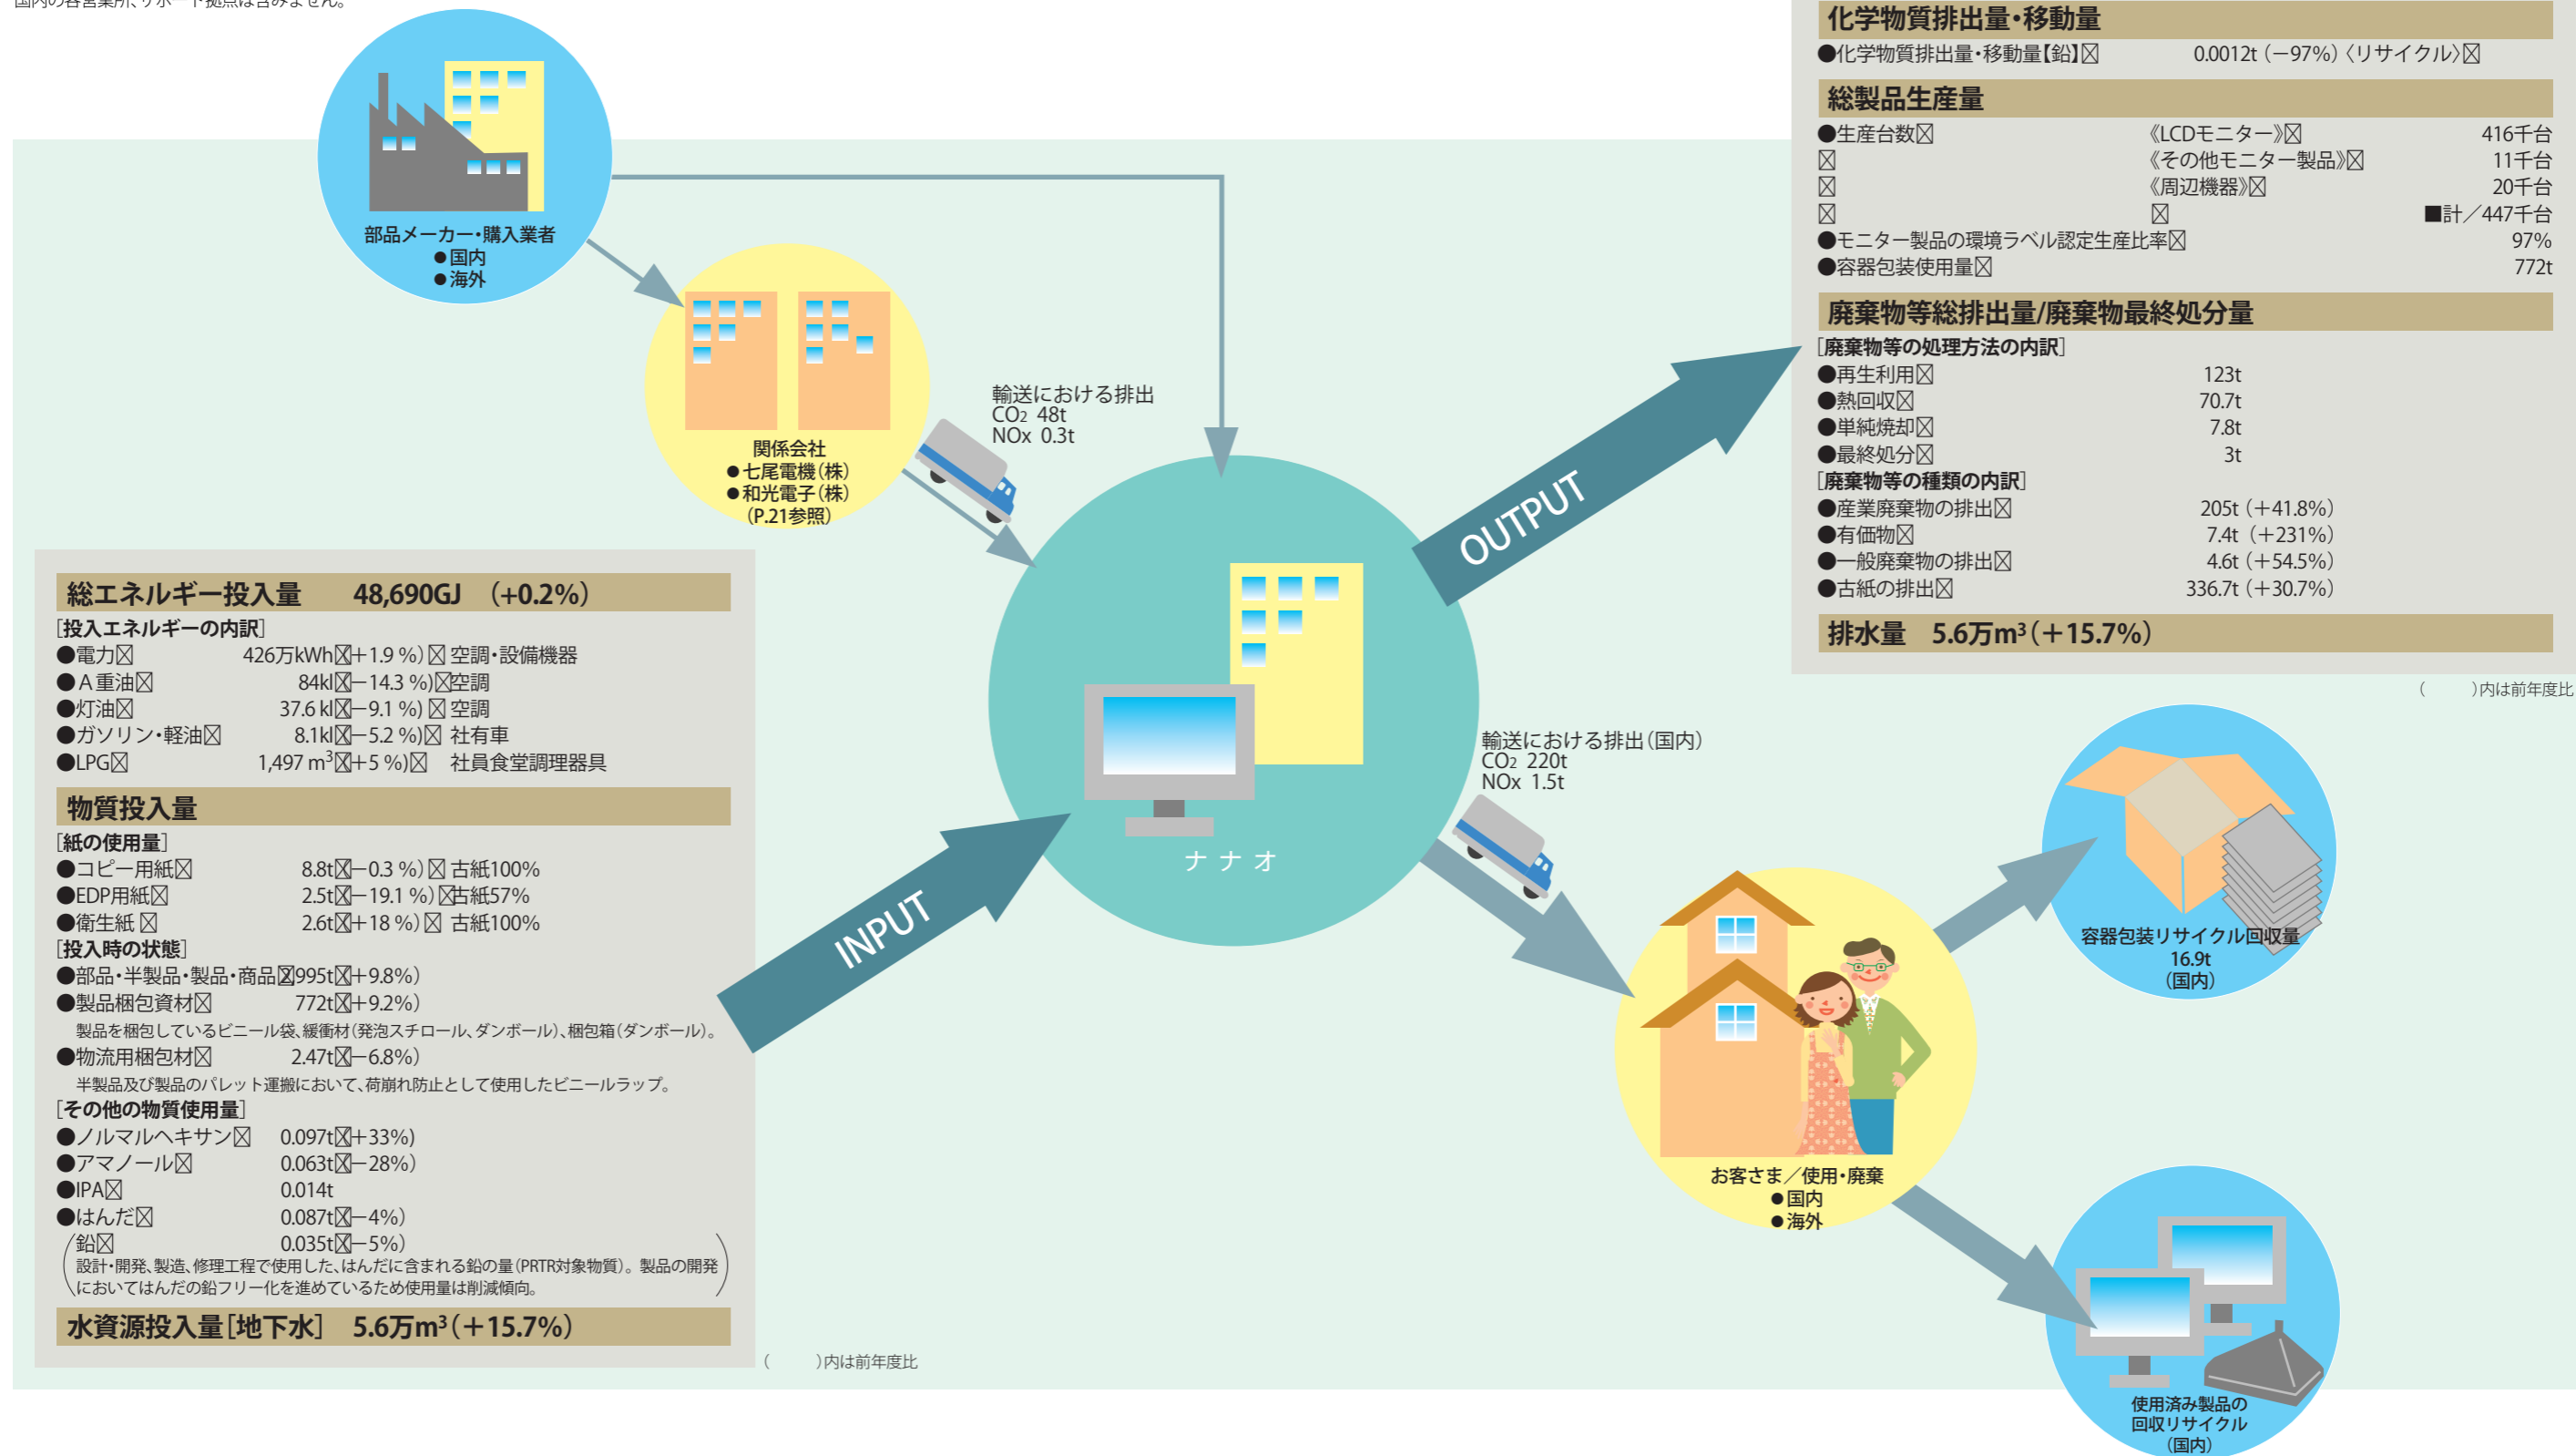 国内の各営業所、サポート拠点は含みません。
部品メーカー・購入業者
●国内
●海外
関係会社
●七尾電機(株)
●和光電子(株)
(P.21参照)
輸送における排出
CO2 48t
NOx 0.3t
総エネルギー投入量 48,690GJ (+0.2%)
[投入エネルギーの内訳]
●電力 426万kWh +1.9 %) 空調・設備機器
●A重油 84kl −14.3 %) 空調
●灯油 37.6 kl −9.1 %) 空調
●ガソリン・軽油 8.1kl −5.2 %) 社有車
●LPG 1,497 m³ +5 %) 社員食堂調理器具
物質投入量
[紙の使用量]
●コピー用紙 8.8t −0.3 %) 古紙100%
●EDP用紙 2.5t −19.1 %) 古紙57%
●衛生紙 2.6t +18 %) 古紙100%
[投入時の状態]
●部品・半製品・製品・商品 995t +9.8%)
●製品梱包資材 772t +9.2%)
製品を梱包しているビニール袋、緩衝材(発泡スチロール、ダンボール)、梱包箱(ダンボール)。
●物流用梱包材 2.47t −6.8%)
半製品及び製品のパレット運搬において、荷崩れ防止として使用したビニールラップ。
[その他の物質使用量]
●ノルマルヘキサン 0.097t +33%)
●アマノール 0.063t −28%)
●IPA 0.014t
●はんだ 0.087t −4%)
鉛 0.035t −5%)
設計・開発、製造、修理工程で使用した、はんだに含まれる鉛の量(PRTR対象物質)。製品の開発
においてはんだの鉛フリー化を進めているため使用量は削減傾向。
水資源投入量[地下水] 5.6万m³(+15.7%)
( )内は前年度比
INPUT
ナナオ
OUTPUT
化学物質排出量・移動量
●化学物質排出量・移動量【鉛】 0.0012t (−97%) 〈リサイクル〉
総製品生産量
●生産台数 《LCDモニター》 416千台
《その他モニター製品》 11千台
《周辺機器》 20千台
■計/447千台
●モニター製品の環境ラベル認定生産比率 97%
●容器包装使用量 772t
廃棄物等総排出量/廃棄物最終処分量
[廃棄物等の処理方法の内訳]
●再生利用 123t
●熱回収 70.7t
●単純焼却 7.8t
●最終処分 3t
[廃棄物等の種類の内訳]
●産業廃棄物の排出 205t (+41.8%)
●有価物 7.4t (+231%)
●一般廃棄物の排出 4.6t (+54.5%)
●古紙の排出 336.7t (+30.7%)
排水量 5.6万m³(+15.7%)
( )内は前年度比
輸送における排出(国内)
CO2 220t
NOx 1.5t
お客さま/使用・廃棄
●国内
●海外
容器包装リサイクル回収量
16.9t
(国内)
使用済み製品の
回収リサイクル
(国内)